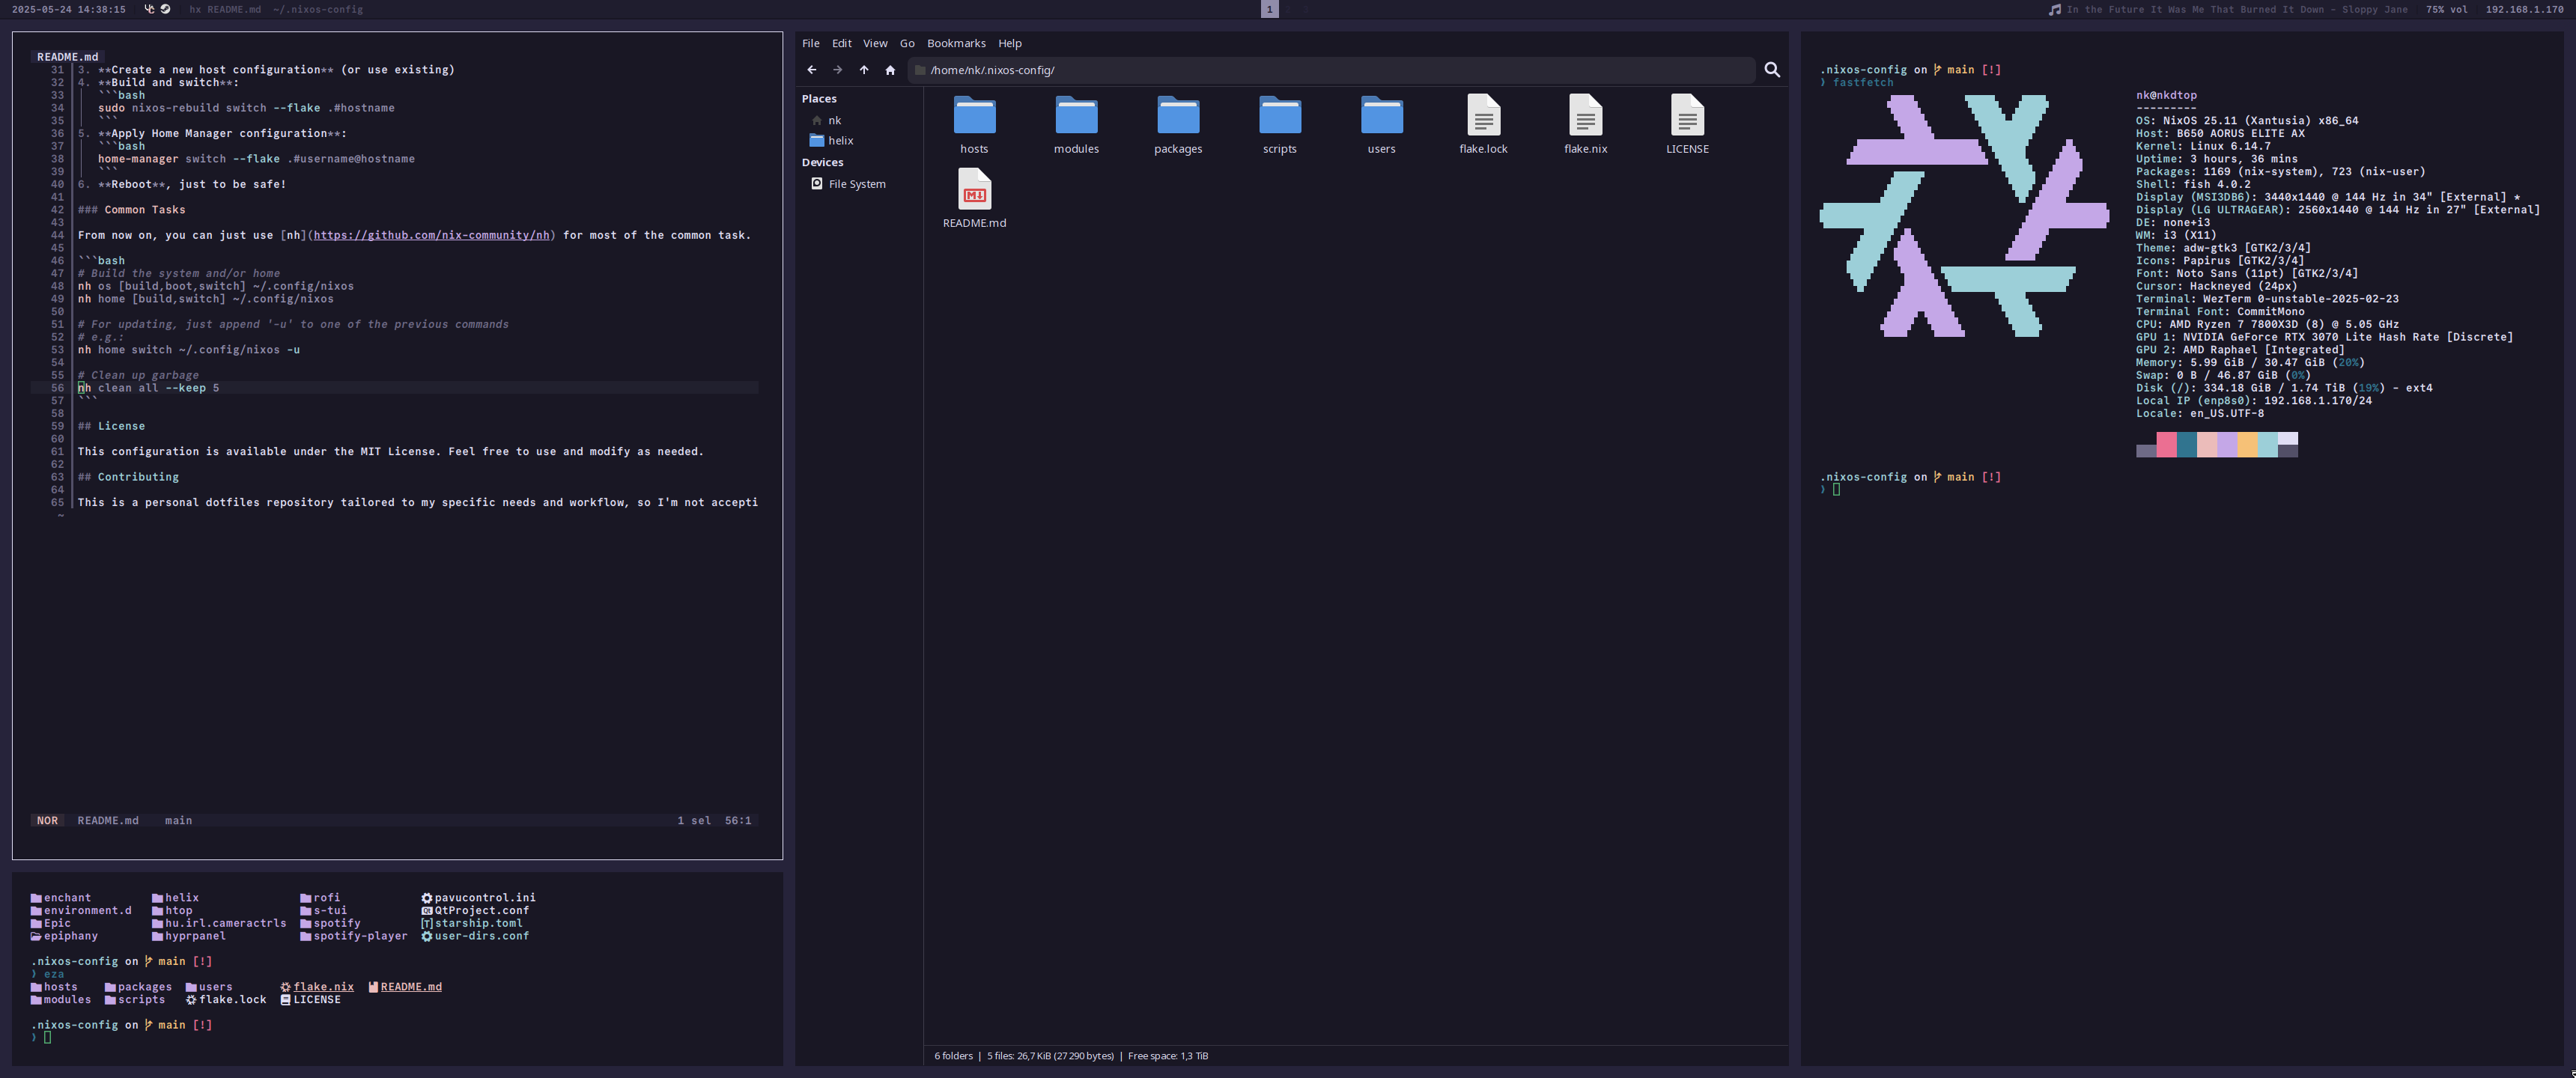 2025-05-24 14:38:15 hx README.md ~/.nixos-config
1
In the Future It Was Me That Burned It Down - Sloppy Jane 75% vol 192.168.1.170
README.md
31 3. **Create a new host configuration** (or use existing)
32 4. **Build and switch**:
33 ```bash
34 sudo nixos-rebuild switch --flake .#hostname
35 ```
36 5. **Apply Home Manager configuration**:
37 ```bash
38 home-manager switch --flake .#username@hostname
39 ```
40 6. **Reboot**, just to be safe!
41
42 ### Common Tasks
43
44 From now on, you can just use [nh](https://github.com/nix-community/nh) for most of the common task.
45
46 ```bash
47 # Build the system and/or home
48 nh os [build,boot,switch] ~/.config/nixos
49 nh home [build,switch] ~/.config/nixos
50
51 # For updating, just append '-u' to one of the previous commands
52 # e.g.:
53 nh home switch ~/.config/nixos -u
54
55 # Clean up garbage
56 nh clean all --keep 5
57 ```
58
59 ## License
60
61 This configuration is available under the MIT License. Feel free to use and modify as needed.
62
63 ## Contributing
64
65 This is a personal dotfiles repository tailored to my specific needs and workflow, so I'm not accepti
~
NOR README.md main 1 sel 56:1
enchant helix rofi pavucontrol.ini
environment.d htop s-tui QtProject.conf
Epic hu.irl.cameractrls spotify starship.toml
epiphany hyprpanel spotify-player user-dirs.conf
.nixos-config on main [!]
⟩ eza
hosts packages users flake.nix README.md
modules scripts flake.lock LICENSE
.nixos-config on main [!]
⟩
File Edit View Go Bookmarks Help
/home/nk/.nixos-config/
Places
nk
helix
Devices
File System
hosts modules packages scripts users flake.lock flake.nix LICENSE
README.md
6 folders | 5 files: 26,7 KiB (27 290 bytes) | Free space: 1,3 TiB
.nixos-config on main [!]
⟩ fastfetch
nk@nkdtop
---------
OS: NixOS 25.11 (Xantusia) x86_64
Host: B650 AORUS ELITE AX
Kernel: Linux 6.14.7
Uptime: 3 hours, 36 mins
Packages: 1169 (nix-system), 723 (nix-user)
Shell: fish 4.0.2
Display (MSI3DB6): 3440x1440 @ 144 Hz in 34" [External] *
Display (LG ULTRAGEAR): 2560x1440 @ 144 Hz in 27" [External]
DE: none+i3
WM: i3 (X11)
Theme: adw-gtk3 [GTK2/3/4]
Icons: Papirus [GTK2/3/4]
Font: Noto Sans (11pt) [GTK2/3/4]
Cursor: Hackneyed (24px)
Terminal: WezTerm 0-unstable-2025-02-23
Terminal Font: CommitMono
CPU: AMD Ryzen 7 7800X3D (8) @ 5.05 GHz
GPU 1: NVIDIA GeForce RTX 3070 Lite Hash Rate [Discrete]
GPU 2: AMD Raphael [Integrated]
Memory: 5.99 GiB / 30.47 GiB (20%)
Swap: 0 B / 46.87 GiB (0%)
Disk (/): 334.18 GiB / 1.74 TiB (19%) - ext4
Local IP (enp8s0): 192.168.1.170/24
Locale: en_US.UTF-8
.nixos-config on main [!]
⟩